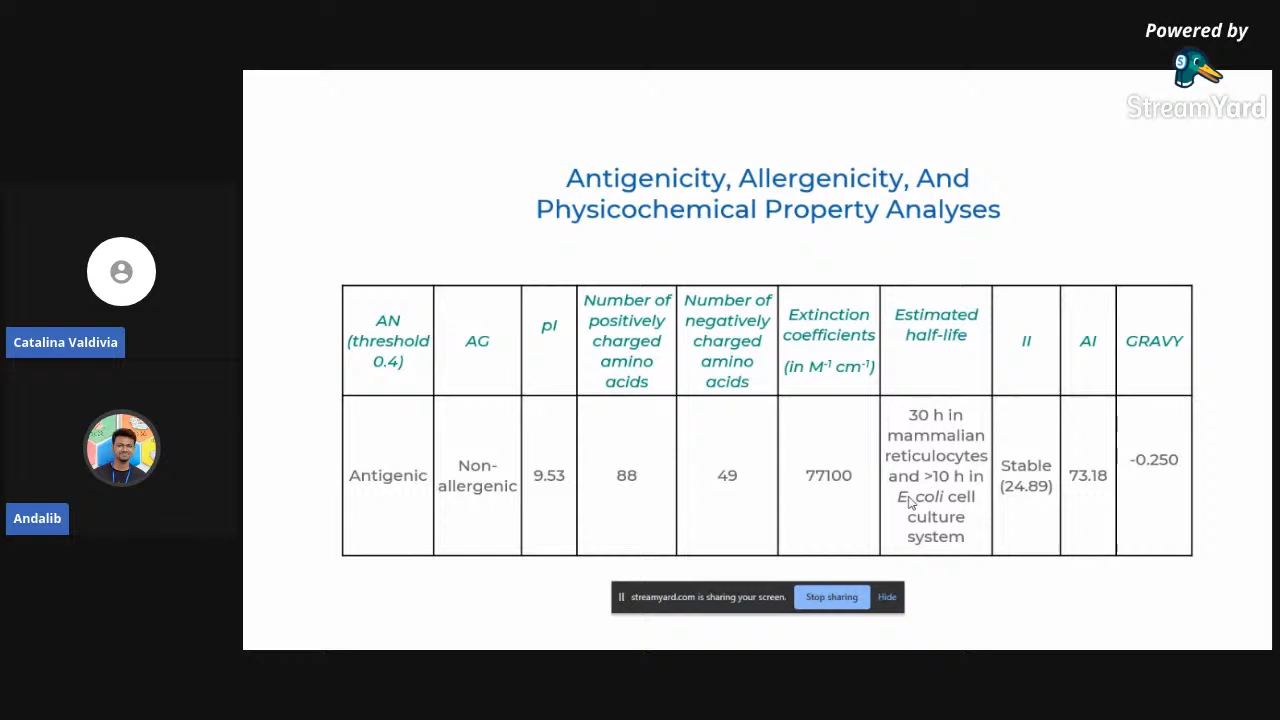 Powered by
StreamYard
Antigenicity, Allergenicity, And
Physicochemical Property Analyses
AN
(threshold
0.4)
AG
pI
Number of
positively
charged
amino
acids
Number of
negatively
charged
amino
acids
Extinction
coefficients
(in M⁻¹ cm⁻¹)
Estimated
half-life
II
AI
GRAVY
Antigenic
Non-
allergenic
9.53
88
49
77100
30 h in
mammalian
reticulocytes
and >10 h in
E. coli cell
culture
system
Stable
(24.89)
73.18
-0.250
Catalina Valdivia
Andalib
streamyard.com is sharing your screen.
Stop sharing
Hide